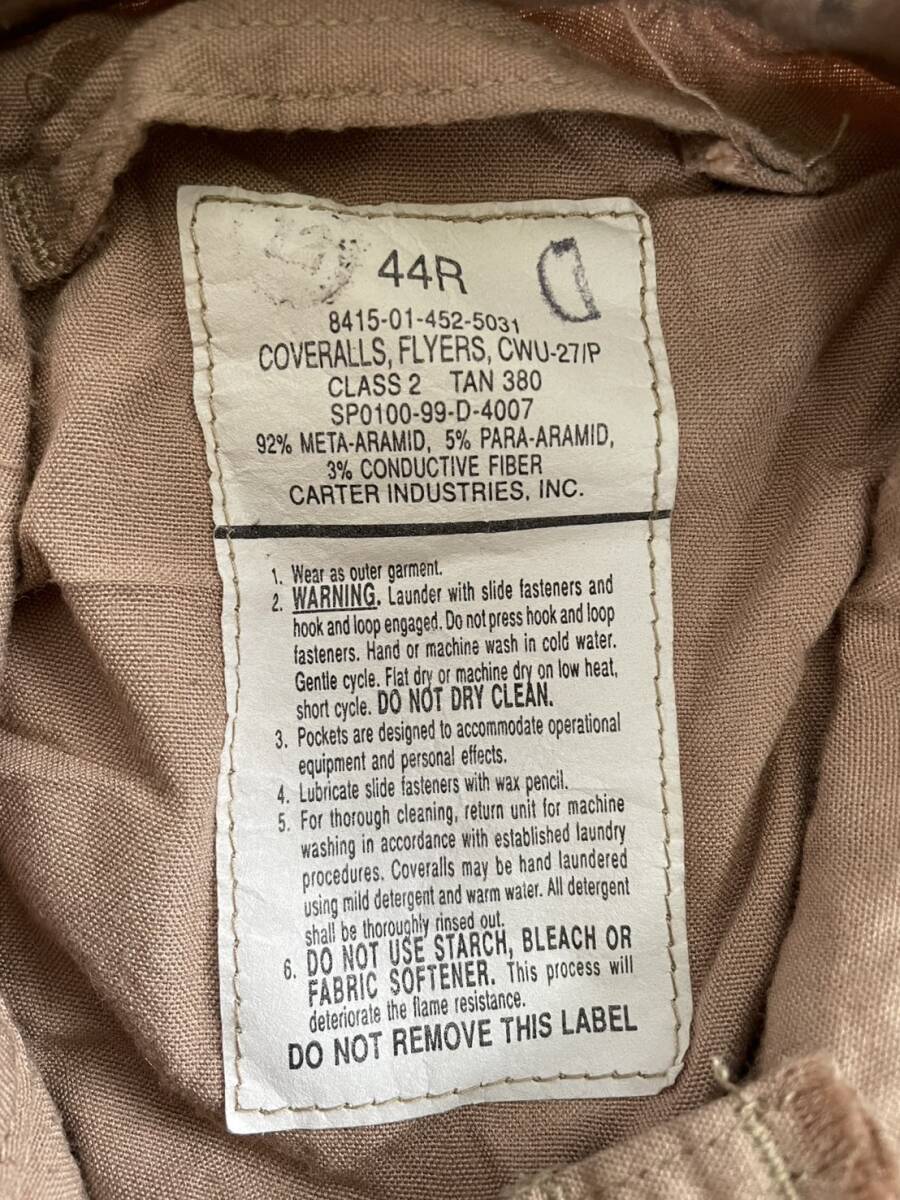 44R
D
8415-01-452-5031
COVERALLS, FLYERS, CWU-27/P
CLASS 2 TAN 380
SP0100-99-D-4007
92% META-ARAMID, 5% PARA-ARAMID,
3% CONDUCTIVE FIBER
CARTER INDUSTRIES, INC.
1. Wear as outer garment.
2. WARNING. Launder with slide fasteners and
hook and loop engaged. Do not press hook and loop
fasteners. Hand or machine wash in cold water.
Gentle cycle. Flat dry or machine dry on low heat,
short cycle. DO NOT DRY CLEAN.
3. Pockets are designed to accommodate operational
equipment and personal effects.
4. Lubricate slide fasteners with wax pencil.
5. For thorough cleaning, return unit for machine
washing in accordance with established laundry
procedures. Coveralls may be hand laundered
using mild detergent and warm water. All detergent
shall be thoroughly rinsed out.
6. DO NOT USE STARCH, BLEACH OR
FABRIC SOFTENER. This process will
deteriorate the flame resistance.
DO NOT REMOVE THIS LABEL